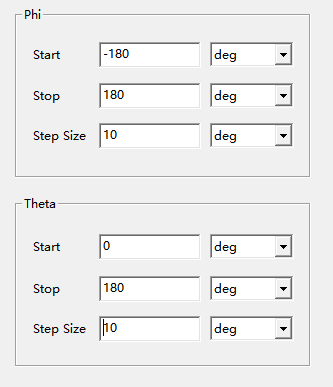 Phi
Start -180 deg
Stop 180 deg
Step Size 10 deg
Theta
Start 0 deg
Stop 180 deg
Step Size 10 deg